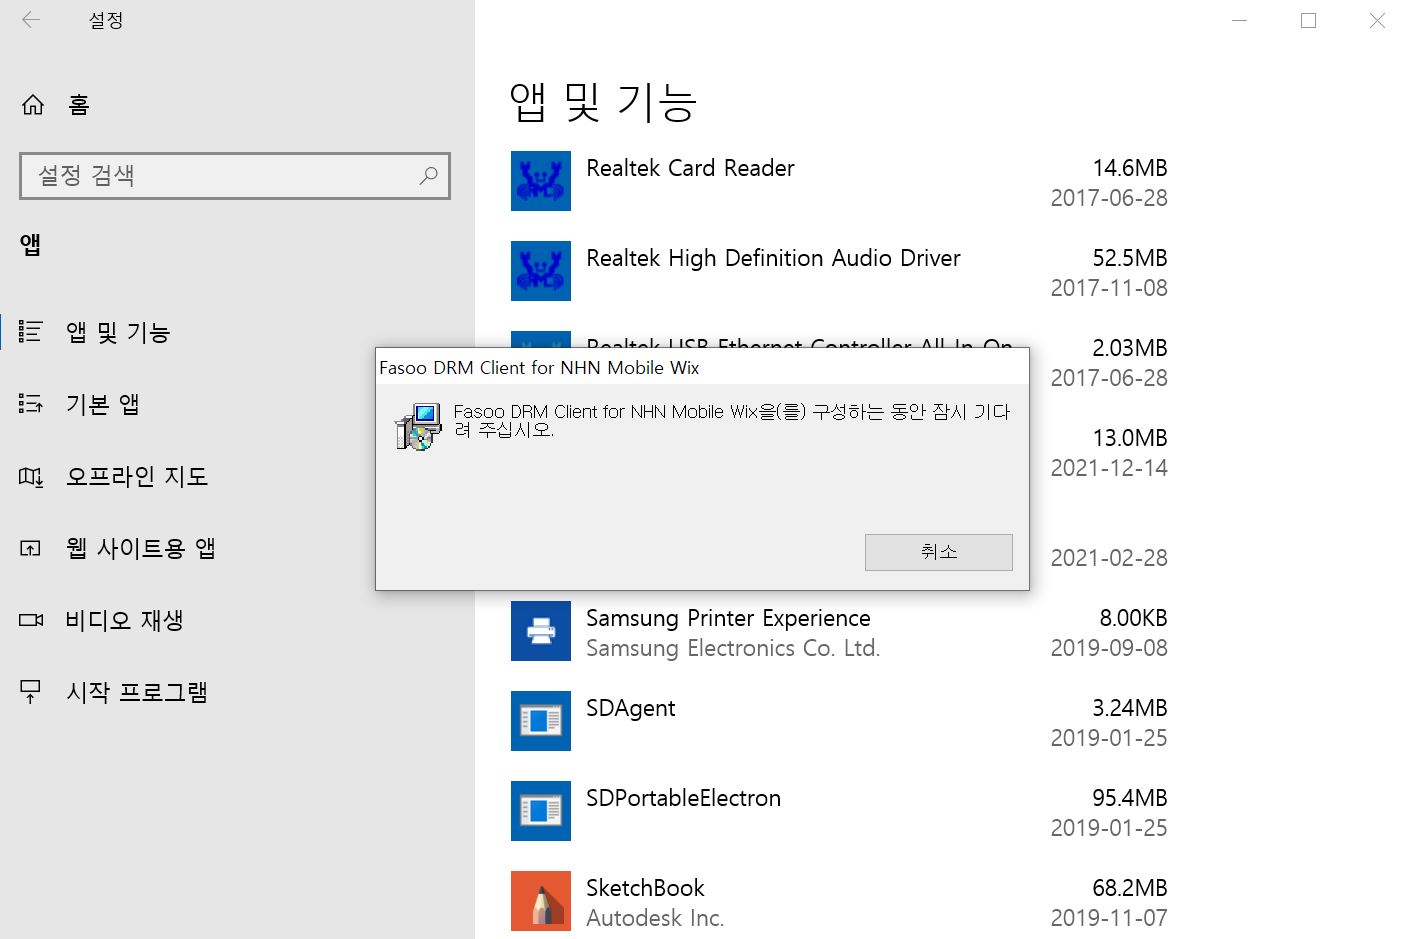 설정
홈
설정 검색
앱
앱 및 기능
기본 앱
오프라인 지도
웹 사이트용 앱
비디오 재생
시작 프로그램
앱 및 기능
Realtek Card Reader 14.6MB
2017-06-28
Realtek High Definition Audio Driver 52.5MB
2017-11-08
Realtek USB Ethernet Controller All-In-On 2.03MB
2017-06-28
13.0MB
2021-12-14
2021-02-28
Fasoo DRM Client for NHN Mobile Wix
Fasoo DRM Client for NHN Mobile Wix을(를) 구성하는 동안 잠시 기다
려 주십시오.
취소
Samsung Printer Experience 8.00KB
Samsung Electronics Co. Ltd. 2019-09-08
SDAgent 3.24MB
2019-01-25
SDPortableElectron 95.4MB
2019-01-25
SketchBook 68.2MB
Autodesk Inc. 2019-11-07